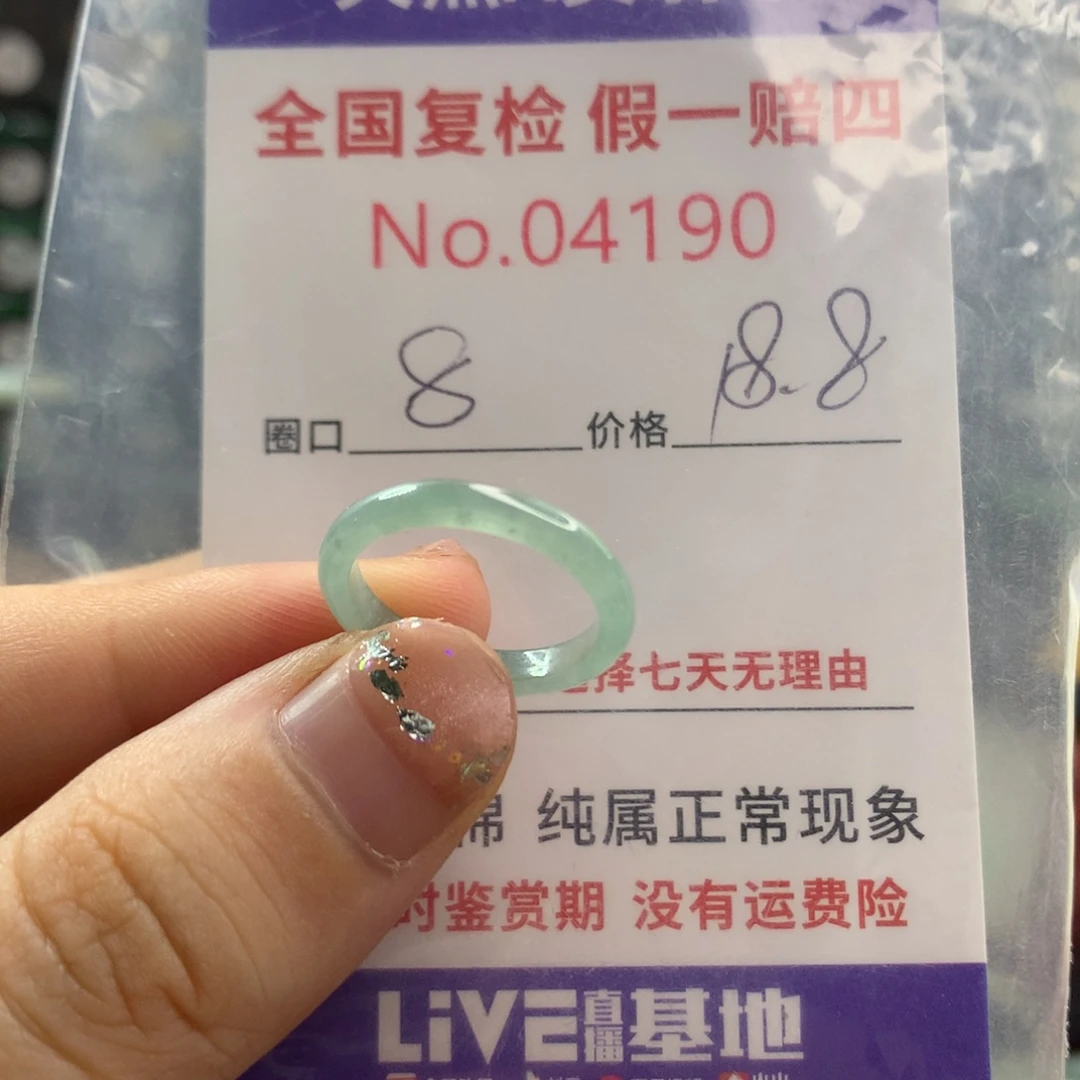 全国复检 假一赔四
No.04190
圈口 8 价格 18.8
择七天无理由
棉 纯属正常现象
时鉴赏期 没有运费险
LiVE直播基地